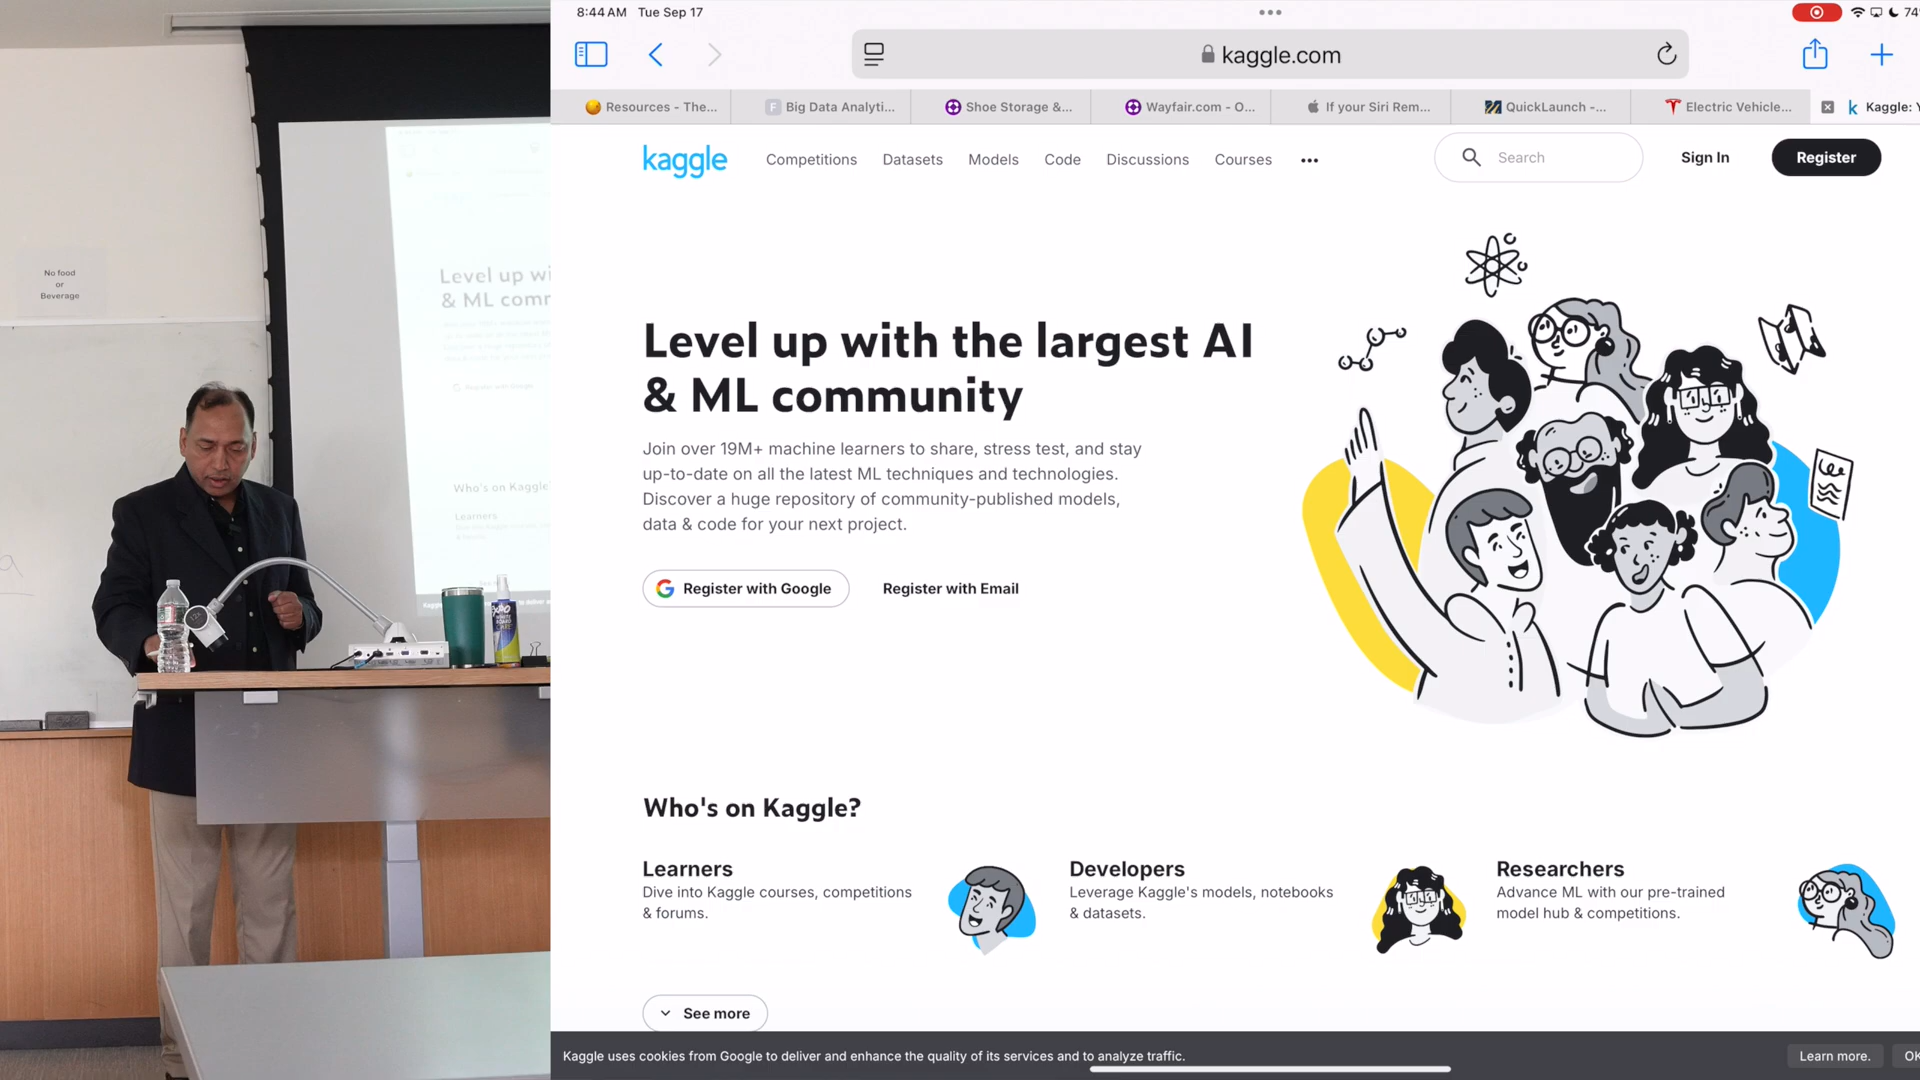 No food
or
Beverage
Level up wi
& ML comm
Who's on Kaggle
Learners
8:44 AM Tue Sep 17
kaggle.com
Resources - The...
Big Data Analyti...
Shoe Storage &...
Wayfair.com - O...
If your Siri Rem...
QuickLaunch -...
Electric Vehicle...
Kaggle: Y
kaggle
Competitions
Datasets
Models
Code
Discussions
Courses
Search
Sign In
Register
Level up with the largest AI
& ML community
Join over 19M+ machine learners to share, stress test, and stay
up-to-date on all the latest ML techniques and technologies.
Discover a huge repository of community-published models,
data & code for your next project.
Register with Google
Register with Email
Who's on Kaggle?
Learners
Dive into Kaggle courses, competitions
& forums.
Developers
Leverage Kaggle's models, notebooks
& datasets.
Researchers
Advance ML with our pre-trained
model hub & competitions.
See more
Kaggle uses cookies from Google to deliver and enhance the quality of its services and to analyze traffic.
Learn more.
OK